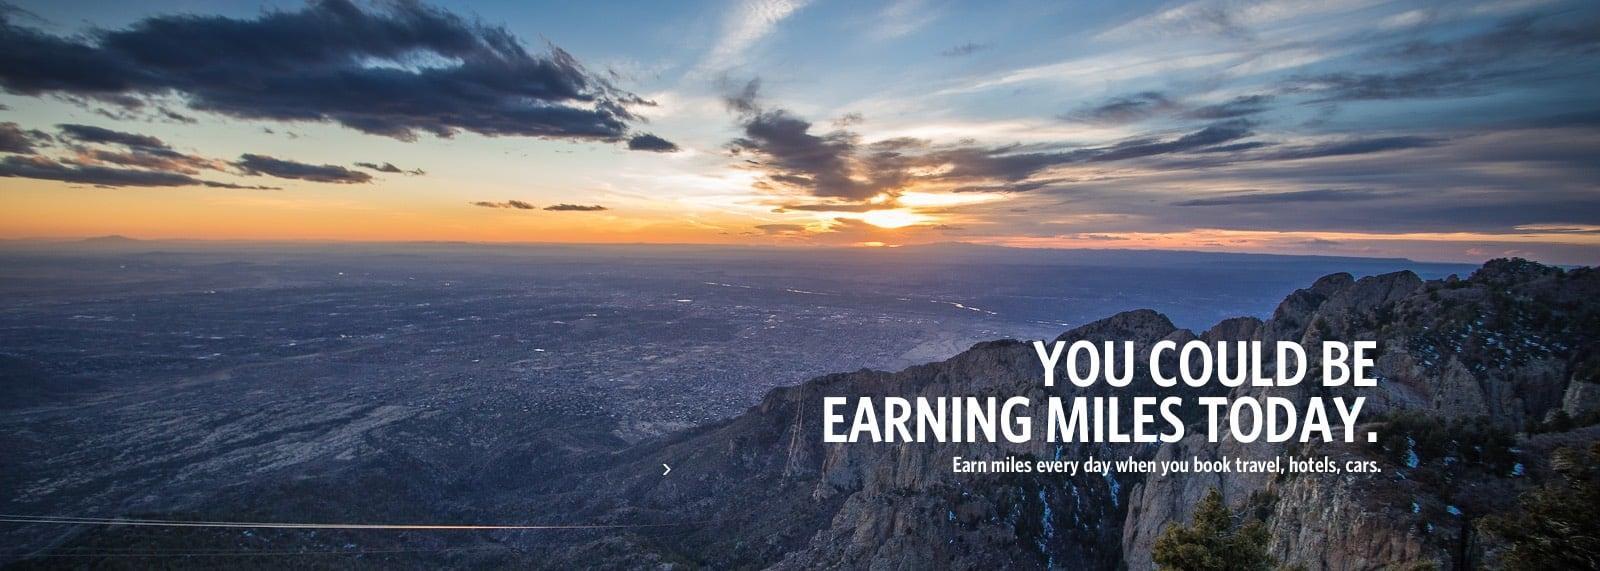 YOU COULD BE
EARNING MILES TODAY.
Earn miles every day when you book travel, hotels, cars.